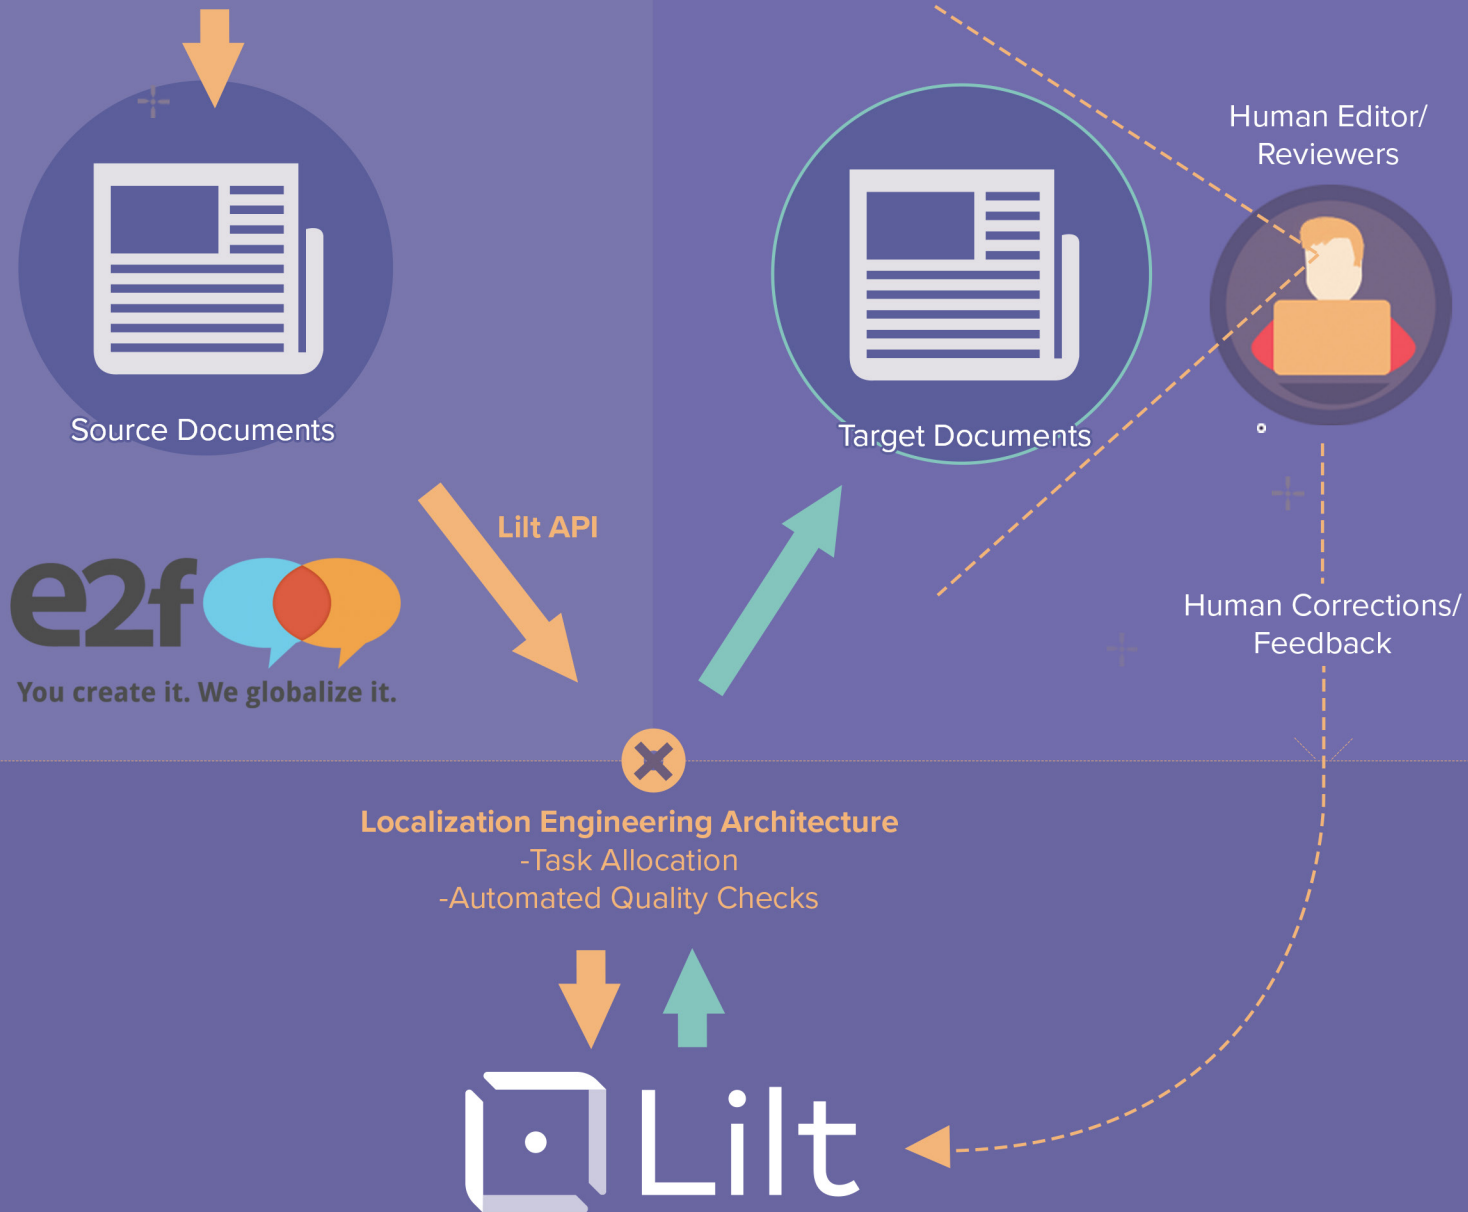 Human Editor/
Reviewers
Source Documents
Target Documents
Lilt API
e2f
You create it. We globalize it.
Human Corrections/
Feedback
Localization Engineering Architecture
-Task Allocation
-Automated Quality Checks
Lilt